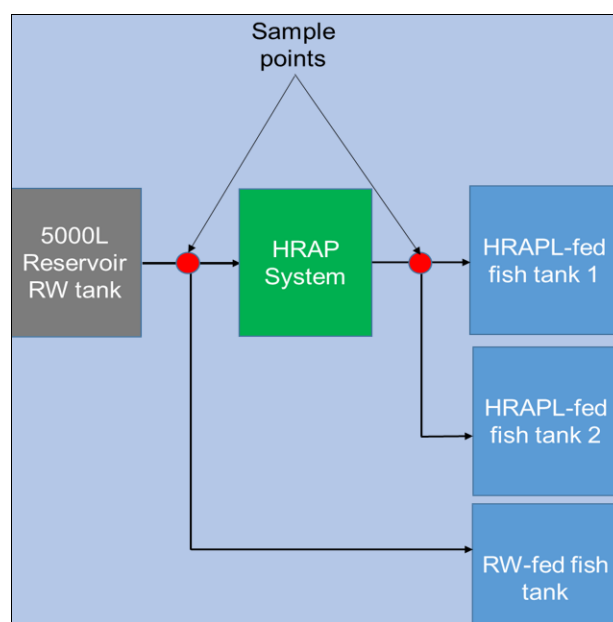 Sample
points
5000L
Reservoir
RW tank
HRAP
System
HRAPL-fed
fish tank 1
HRAPL-fed
fish tank 2
RW-fed fish
tank